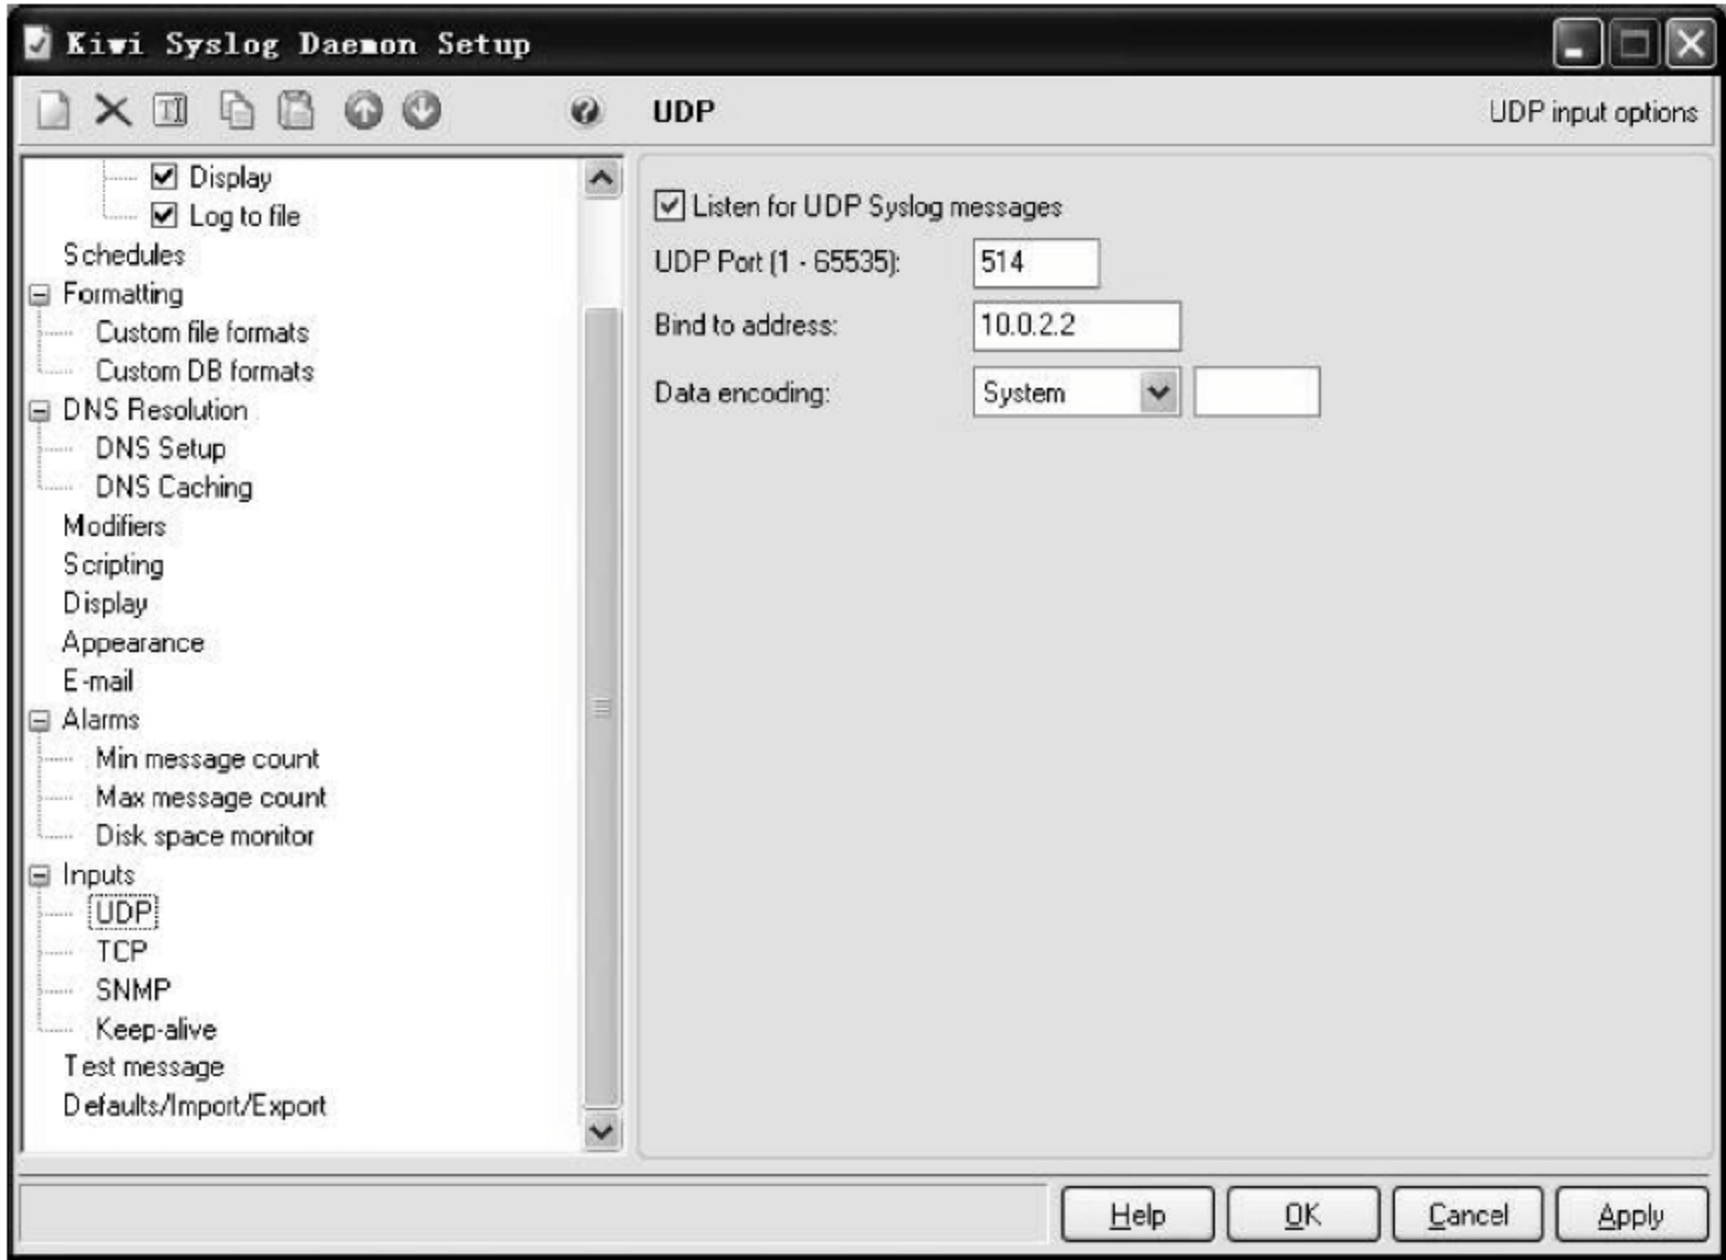 Kiwi Syslog Daemon Setup
UDP
UDP input options
Display
Log to file
Schedules
Formatting
Custom file formats
Custom DB formats
DNS Resolution
DNS Setup
DNS Caching
Modifiers
Scripting
Display
Appearance
E-mail
Alarms
Min message count
Max message count
Disk space monitor
Inputs
UDP
TCP
SNMP
Keep-alive
Test message
Defaults/Import/Export
Listen for UDP Syslog messages
UDP Port (1 - 65535): 514
Bind to address: 10.0.2.2
Data encoding: System
Help OK Cancel Apply